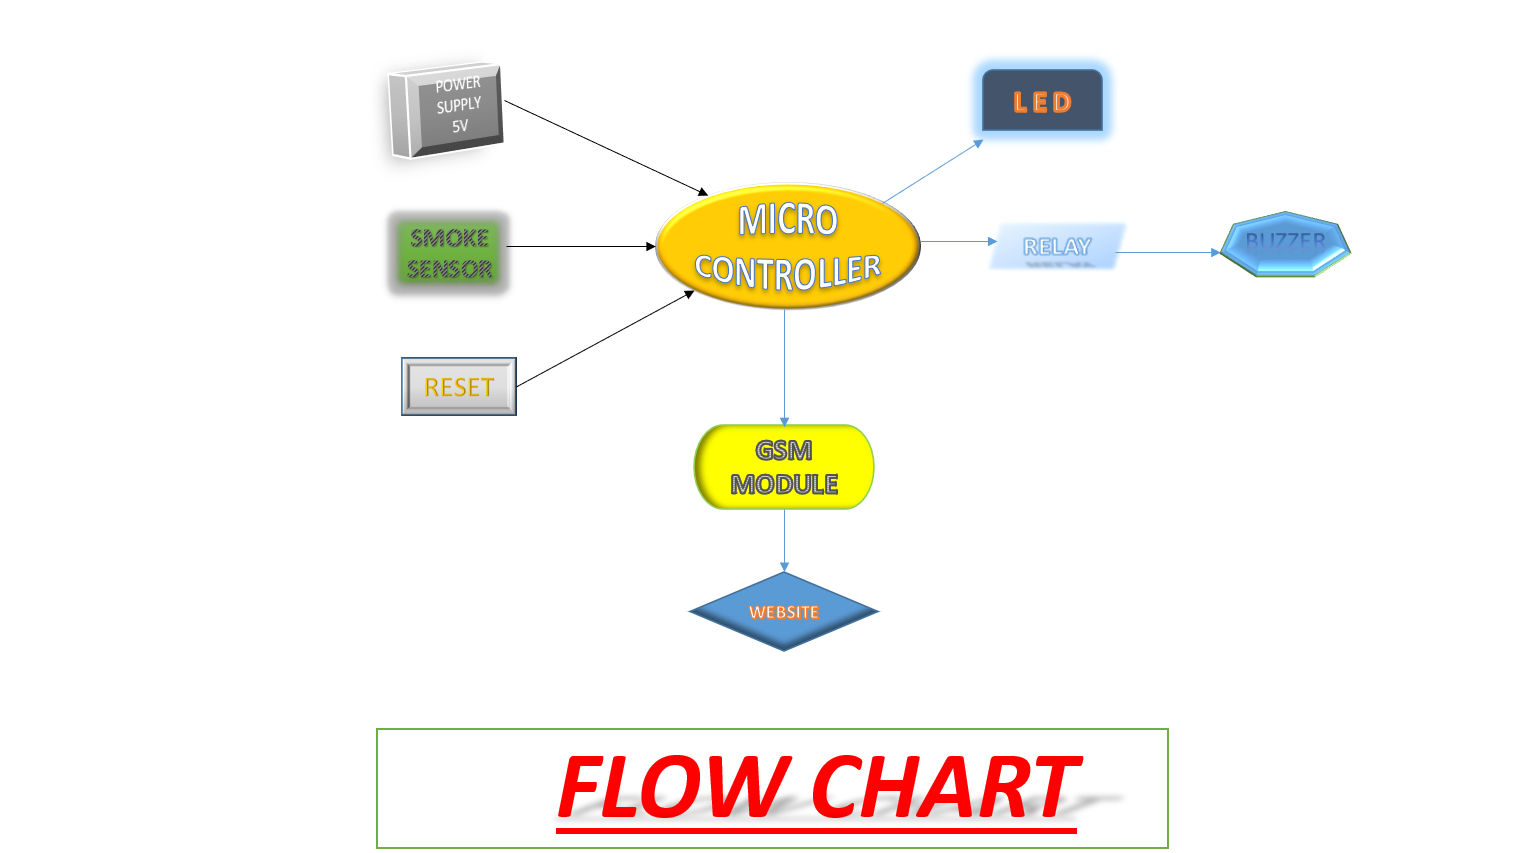 POWER
SUPPLY
5V
LED
SMOKE
SENSOR
MICRO
CONTROLLER
RELAY
BUZZER
RESET
GSM
MODULE
WEBSITE
FLOW CHART